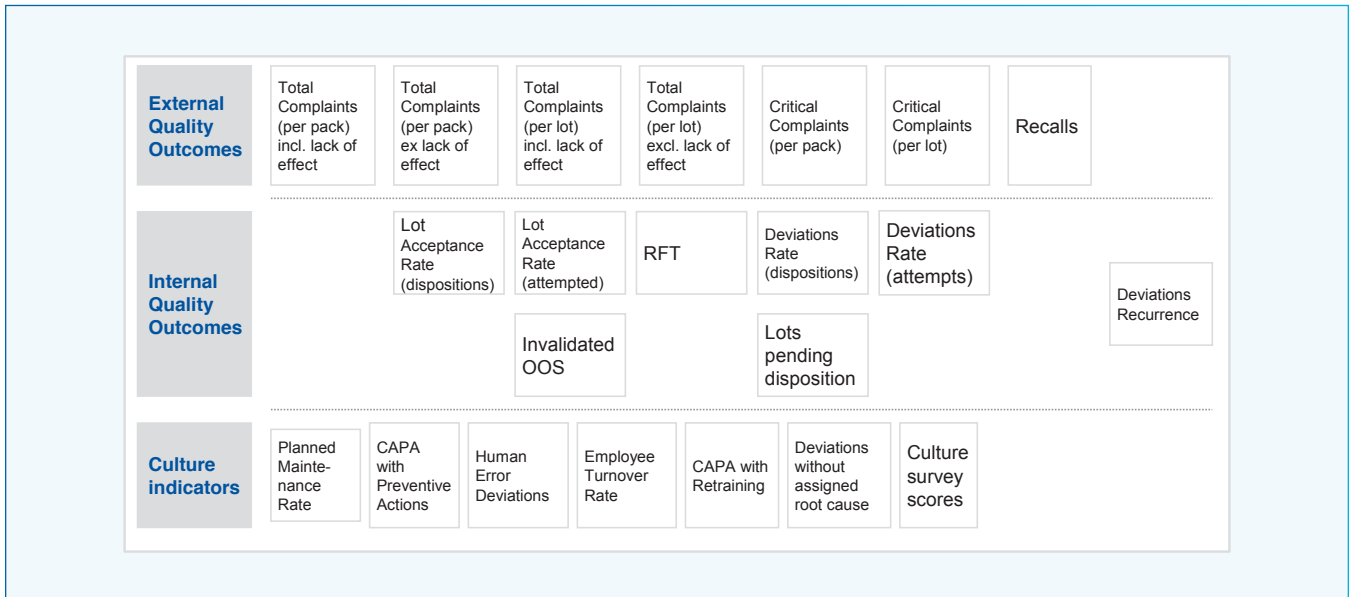 External
Quality
Outcomes
Total
Complaints
(per pack)
incl. lack of
effect
Total
Complaints
(per pack)
ex lack of
effect
Total
Complaints
(per lot)
incl. lack of
effect
Total
Complaints
(per lot)
excl. lack of
effect
Critical
Complaints
(per pack)
Critical
Complaints
(per lot)
Recalls
Internal
Quality
Outcomes
Lot
Acceptance
Rate
(dispositions)
Lot
Acceptance
Rate
(attempted)
RFT
Deviations
Rate
(dispositions)
Deviations
Rate
(attempts)
Deviations
Recurrence
Invalidated
OOS
Lots
pending
disposition
Culture
indicators
Planned
Mainte-
nance
Rate
CAPA
with
Preventive
Actions
Human
Error
Deviations
Employee
Turnover
Rate
CAPA with
Retraining
Deviations
without
assigned
root cause
Culture
survey
scores